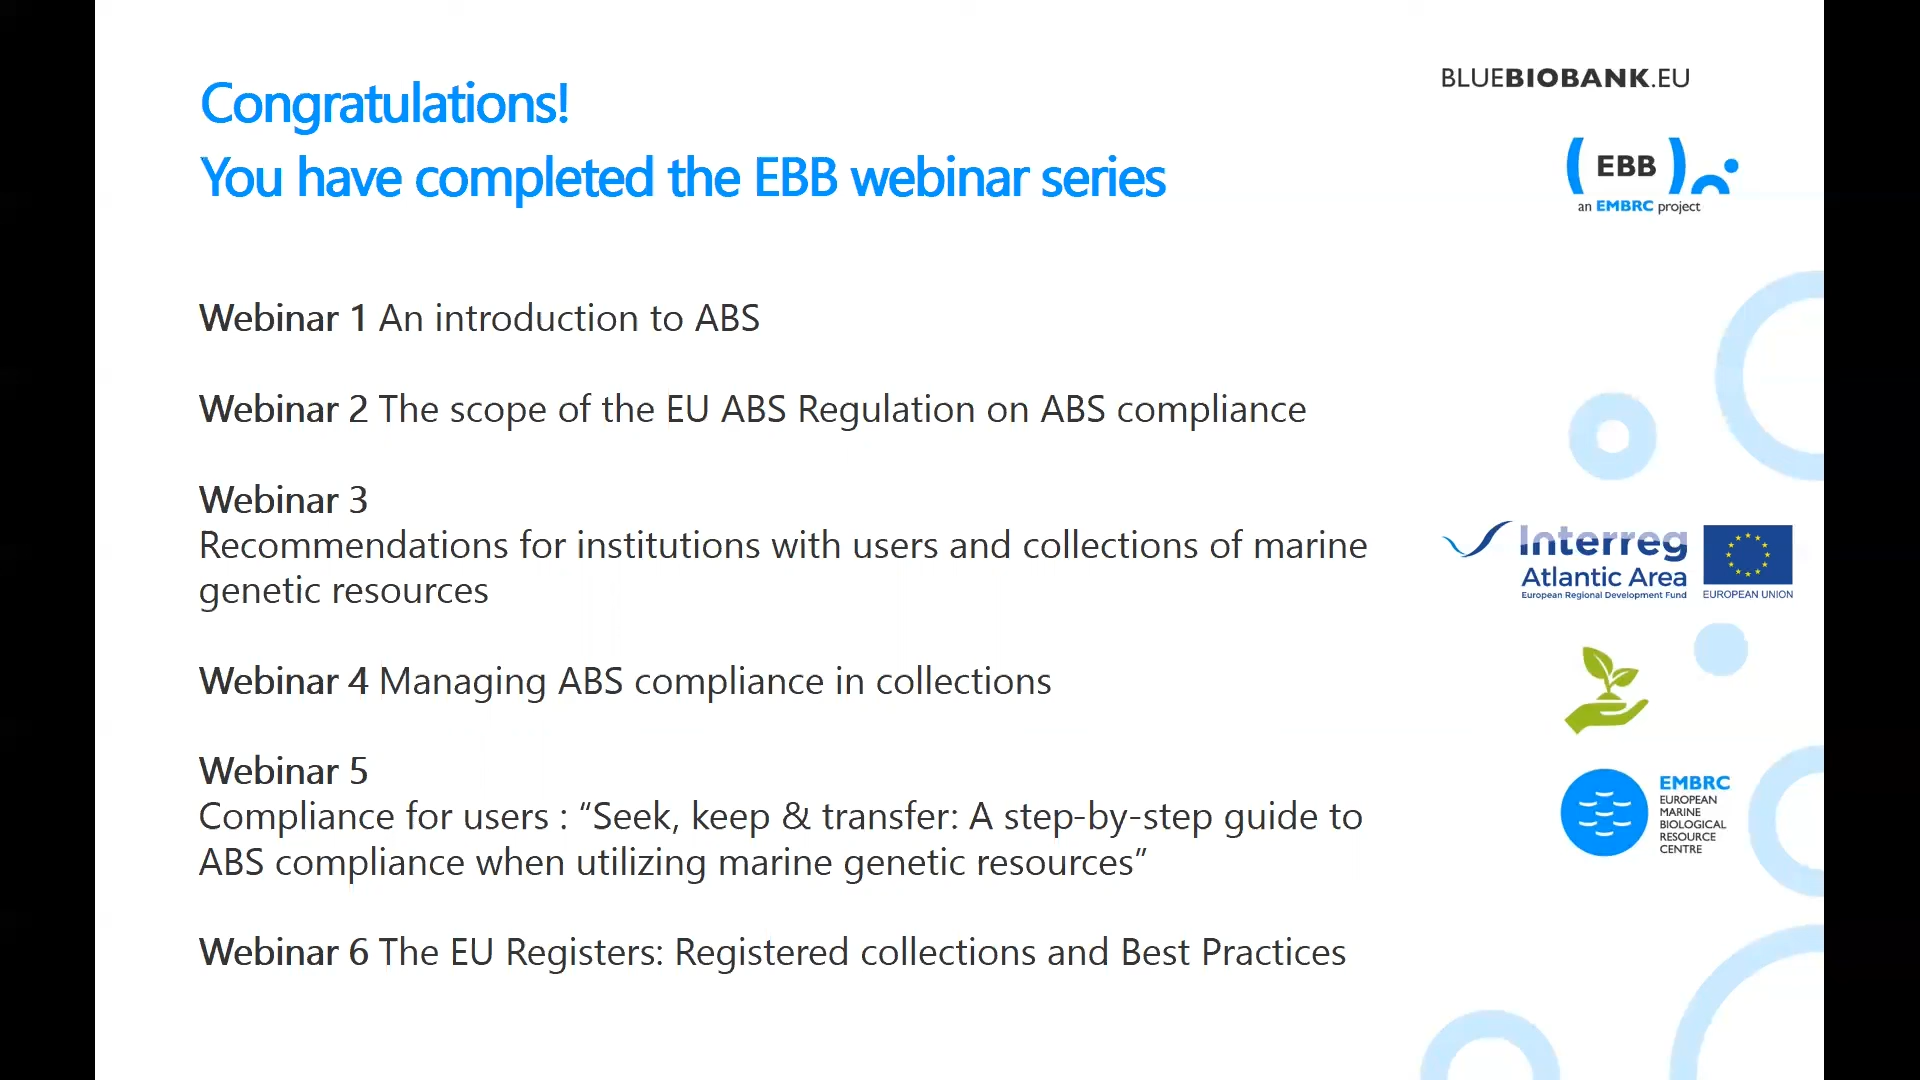 Congratulations!
You have completed the EBB webinar series
BLUEBIOBANK.EU
EBB
an EMBRC project
Webinar 1 An introduction to ABS
Webinar 2 The scope of the EU ABS Regulation on ABS compliance
Webinar 3
Recommendations for institutions with users and collections of marine
genetic resources
Webinar 4 Managing ABS compliance in collections
Webinar 5
Compliance for users : “Seek, keep & transfer: A step-by-step guide to
ABS compliance when utilizing marine genetic resources”
Webinar 6 The EU Registers: Registered collections and Best Practices
Interreg
Atlantic Area
European Regional Development Fund
EUROPEAN UNION
EMBRC
EUROPEAN
MARINE
BIOLOGICAL
RESOURCE
CENTRE